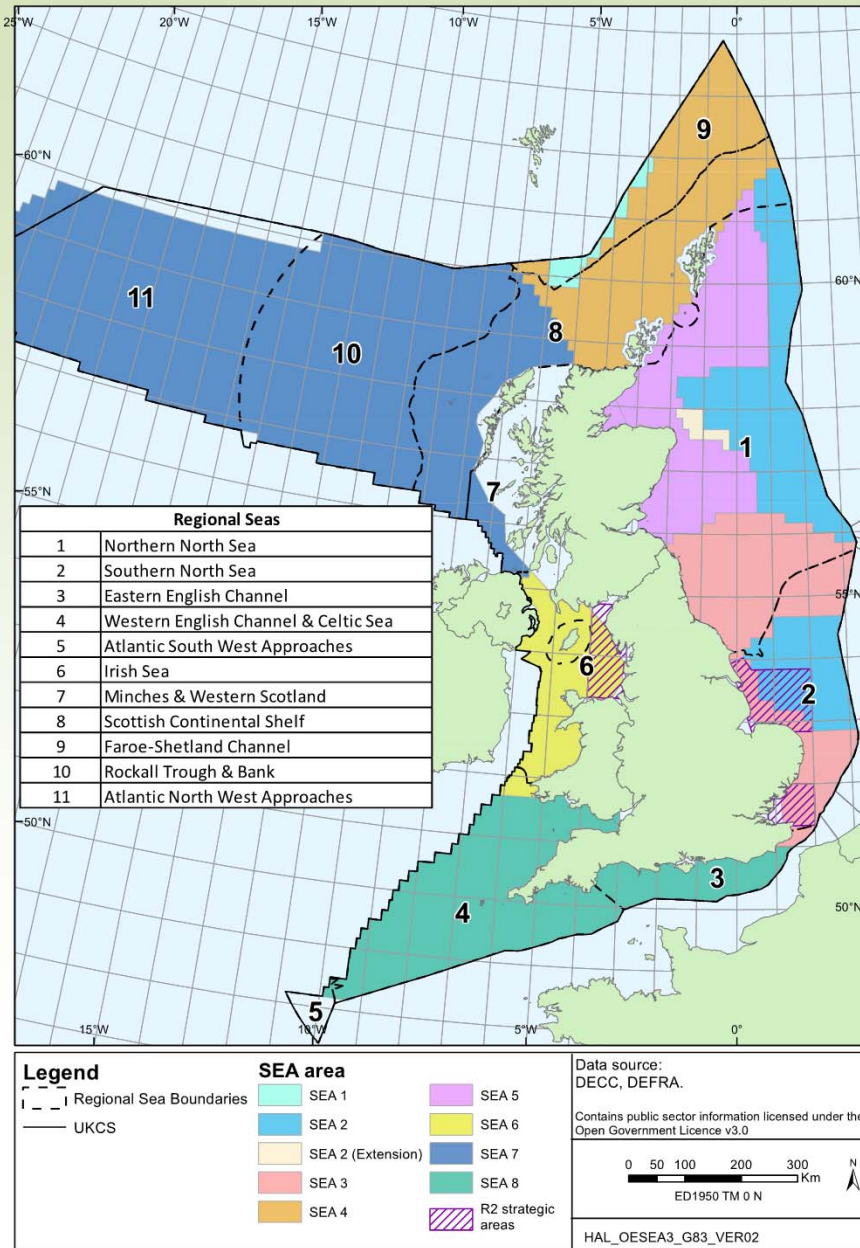 25°W
20°W
15°W
10°W
5°W
0°
9
60°N
60°N
11
10
8
1
55°N
7
Regional Seas
1 Northern North Sea
2 Southern North Sea
3 Eastern English Channel
4 Western English Channel & Celtic Sea
5 Atlantic South West Approaches
6 Irish Sea
7 Minches & Western Scotland
8 Scottish Continental Shelf
9 Faroe-Shetland Channel
10 Rockall Trough & Bank
11 Atlantic North West Approaches
55°N
6
2
50°N
3
4
50°N
5
15°W
10°W
5°W
0°
Legend
Regional Sea Boundaries
UKCS
SEA area
SEA 1
SEA 2
SEA 2 (Extension)
SEA 3
SEA 4
SEA 5
SEA 6
SEA 7
SEA 8
R2 strategic
areas
Data source:
DECC, DEFRA.
Contains public sector information licensed under the
Open Government Licence v3.0
0 50 100 200 300
Km
N
ED1950 TM 0 N
HAL_OESEA3_G83_VER02